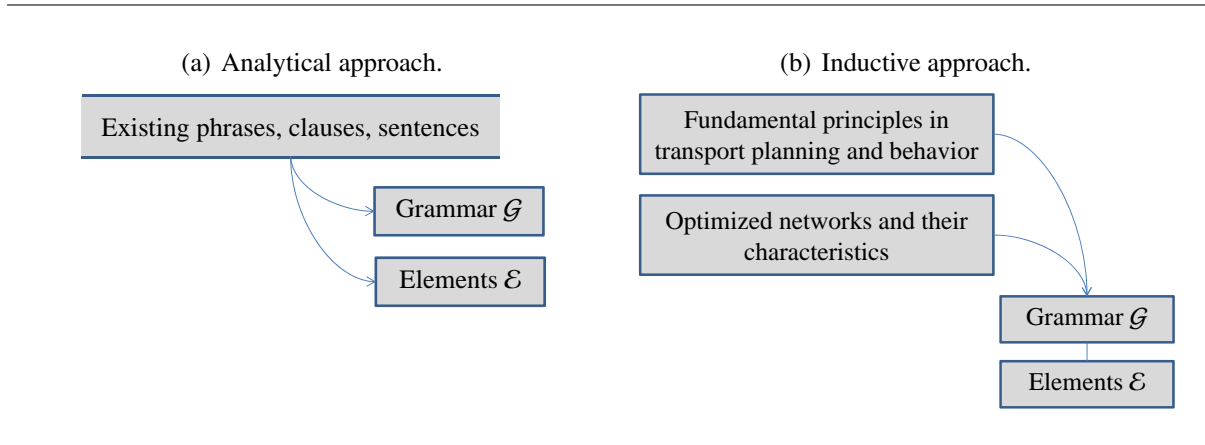 (a) Analytical approach.
Existing phrases, clauses, sentences
Grammar 𝒢
Elements ℰ
(b) Inductive approach.
Fundamental principles in
transport planning and behavior
Optimized networks and their
characteristics
Grammar 𝒢
Elements ℰ